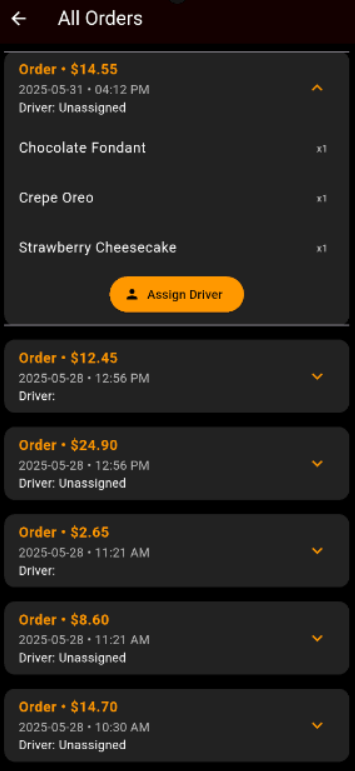 All Orders
Order • $14.55
2025-05-31 • 04:12 PM
Driver: Unassigned
Chocolate Fondant x1
Crepe Oreo x1
Strawberry Cheesecake x1
Assign Driver
Order • $12.45
2025-05-28 • 12:56 PM
Driver:
Order • $24.90
2025-05-28 • 12:56 PM
Driver: Unassigned
Order • $2.65
2025-05-28 • 11:21 AM
Driver:
Order • $8.60
2025-05-28 • 11:21 AM
Driver: Unassigned
Order • $14.70
2025-05-28 • 10:30 AM
Driver: Unassigned